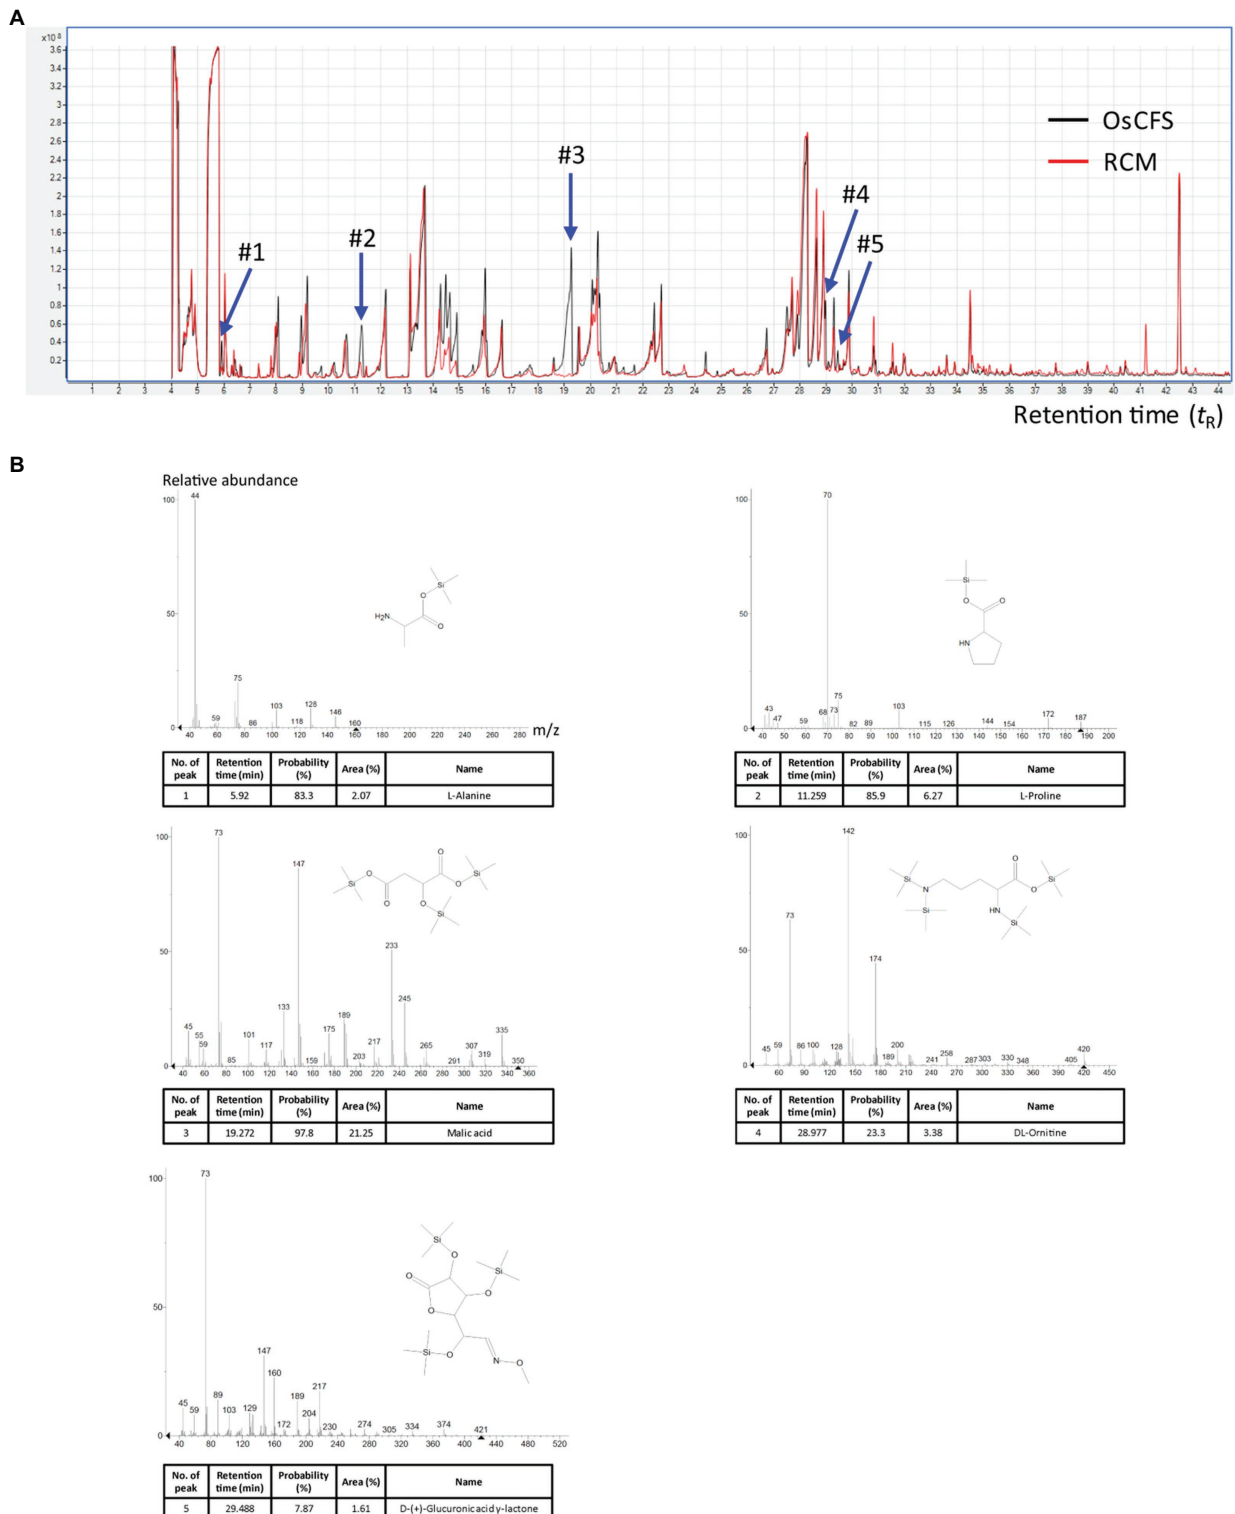 A
x10 8
3.6
3.4
3.2
3
2.8
2.6
2.4
2.2
2
1.8
1.6
1.4
1.2
1
0.8
0.6
0.4
0.2
#1
#2
#3
#4
#5
OsCFS
RCM
1 2 3 4 5 6 7 8 9 10 11 12 13 14 15 16 17 18 19 20 21 22 23 24 25 26 27 28 29 30 31 32 33 34 35 36 37 38 39 40 41 42 43 44
Retention time (tR)
B
Relative abundance
100
50
0
44
59
75
86
103
118
128
146
160
H2N
O
O
Si
40 60 80 100 120 140 160 180 200 220 240 260 280
m/z
No. of peak Retention time (min) Probability (%) Area (%) Name
1 5.92 83.3 2.07 L-Alanine
100
50
0
70
43
47
59
68
73
75
82
89
103
115
126
144
154
172
187
Si
O
O
HN
40 50 60 70 80 90 100 110 120 130 140 150 160 170 180 190 200
No. of peak Retention time (min) Probability (%) Area (%) Name
2 11.259 85.9 6.27 L-Proline
100
50
0
73
147
45
55
59
85
101
117
133
159
175
189
203
217
233
245
265
291
307
319
335
350
Si
O
O
O
O
Si
O
Si
40 60 80 100 120 140 160 180 200 220 240 260 280 300 320 340 360
No. of peak Retention time (min) Probability (%) Area (%) Name
3 19.272 97.8 21.25 Malic acid
100
50
0
142
73
174
45
59
86
100
128
189
200
241
258
287
303
330
348
405
420
Si
N
Si
O
O
Si
HN
Si
60 90 120 150 180 210 240 270 300 330 360 390 420 450
No. of peak Retention time (min) Probability (%) Area (%) Name
4 28.977 23.3 3.38 DL-Ornitine
100
50
0
73
45
59
89
103
129
147
160
172
189
204
217
230
274
305
334
374
421
Si
O
O
Si
O
O
Si
O
N
O
40 80 120 160 200 240 280 320 360 400 440 480 520
No. of peak Retention time (min) Probability (%) Area (%) Name
5 29.488 7.87 1.61 D-(+)-Glucuronic acid γ-lactone